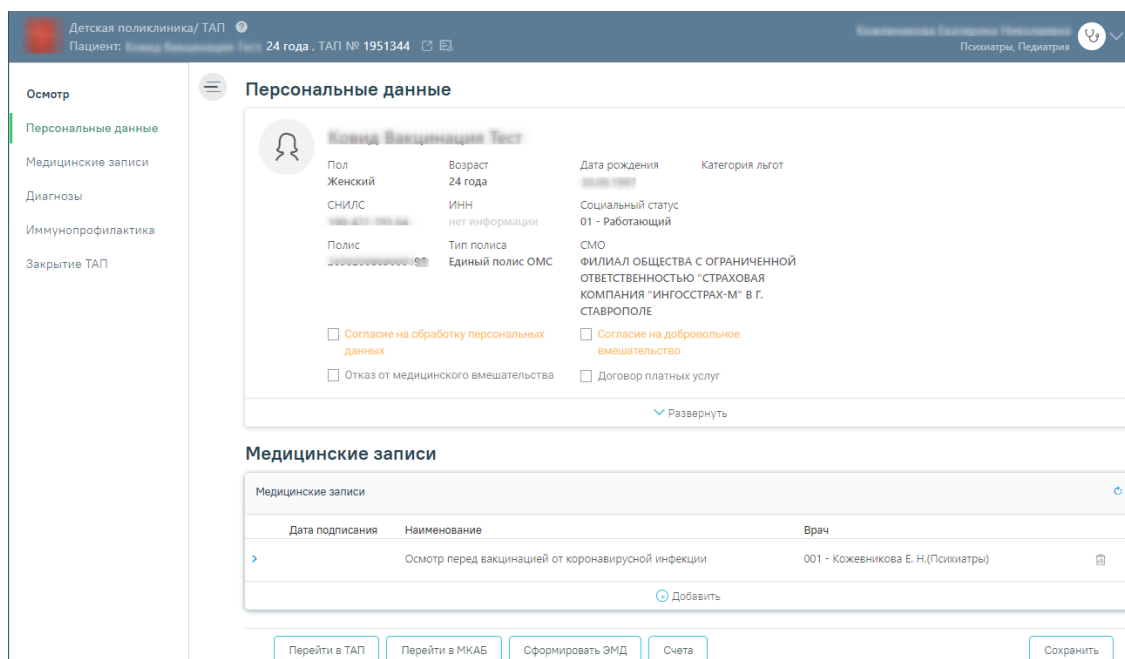 Детская поликлиника/ ТАП ?
Пациент: 24 года , ТАП № 1951344
Психиатры, Педиатрия
Осмотр
Персональные данные
Медицинские записи
Диагнозы
Иммунопрофилактика
Закрытие ТАП
Персональные данные
Ковид Вакцинация Тест
Пол Возраст Дата рождения Категория льгот
Женский 24 года
СНИЛС ИНН Социальный статус
нет информации 01 - Работающий
Полис Тип полиса СМО
Единый полис ОМС ФИЛИАЛ ОБЩЕСТВА С ОГРАНИЧЕННОЙ
ОТВЕТСТВЕННОСТЬЮ "СТРАХОВАЯ
КОМПАНИЯ "ИНГОССТРАХ-М" В Г.
СТАВРОПОЛЕ
Согласие на обработку персональных
данных
Согласие на добровольное
вмешательство
Отказ от медицинского вмешательства Договор платных услуг
Развернуть
Медицинские записи
Медицинские записи
Дата подписания Наименование Врач
Осмотр перед вакцинацией от коронавирусной инфекции 001 - Кожевникова Е. Н.(Психиатры)
Добавить
Перейти в ТАП Перейти в МКАБ Сформировать ЭМД Счета Сохранить